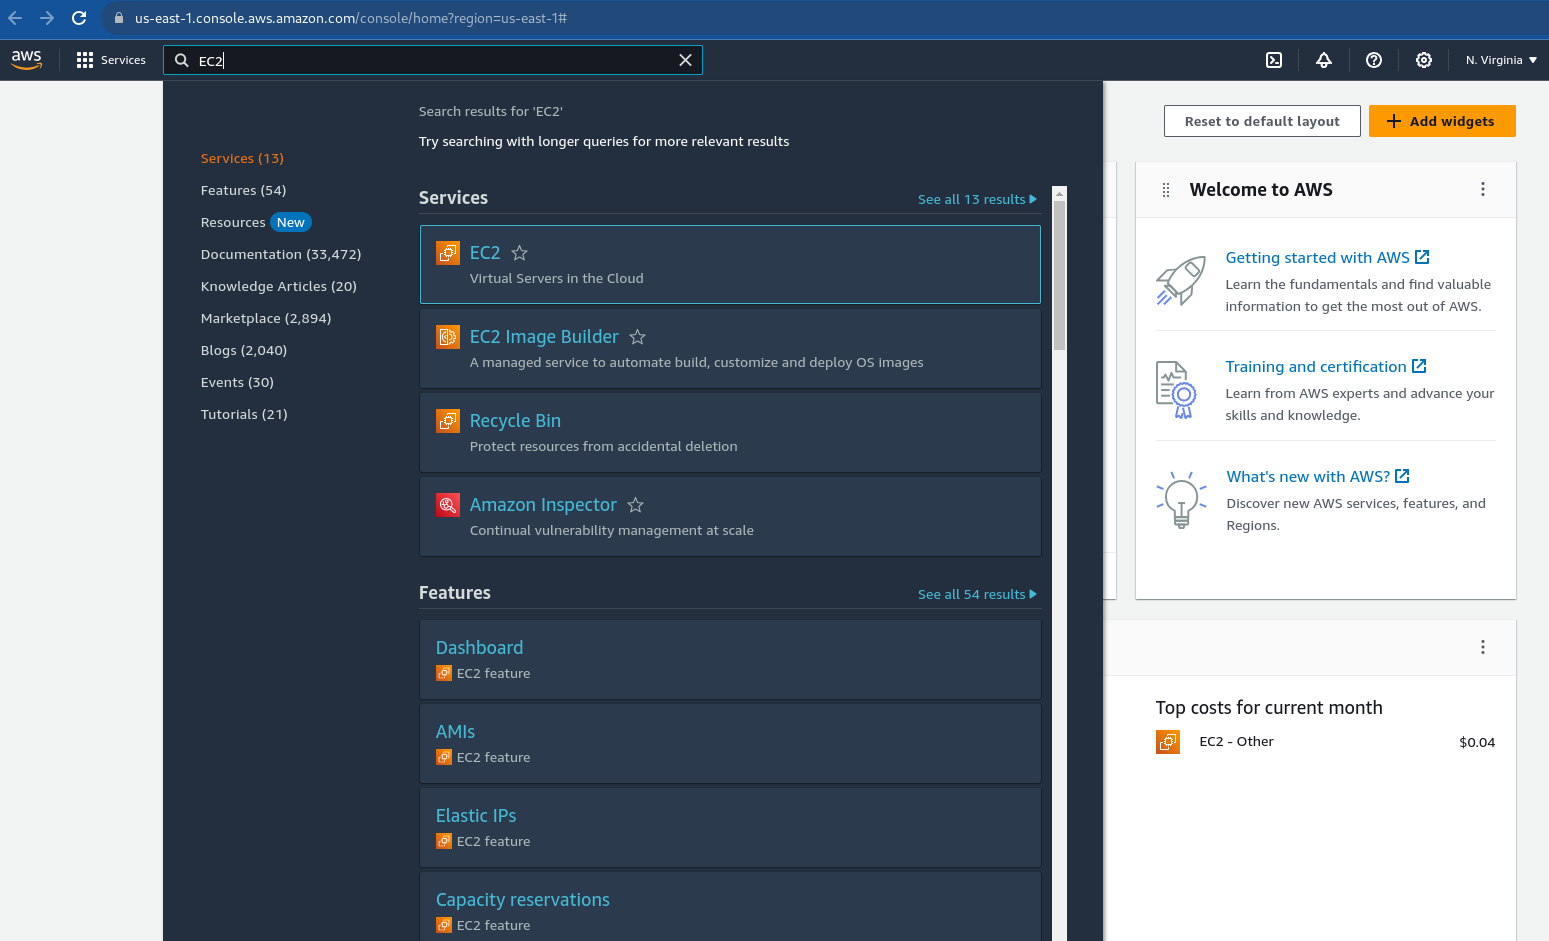 us-east-1.console.aws.amazon.com/console/home?region=us-east-1#
aws
Services
EC2
N. Virginia
Search results for 'EC2'
Try searching with longer queries for more relevant results
Services (13)
Features (54)
Resources New
Documentation (33,472)
Knowledge Articles (20)
Marketplace (2,894)
Blogs (2,040)
Events (30)
Tutorials (21)
Services
See all 13 results
EC2
Virtual Servers in the Cloud
EC2 Image Builder
A managed service to automate build, customize and deploy OS images
Recycle Bin
Protect resources from accidental deletion
Amazon Inspector
Continual vulnerability management at scale
Features
See all 54 results
Dashboard
EC2 feature
AMIs
EC2 feature
Elastic IPs
EC2 feature
Capacity reservations
EC2 feature
Reset to default layout
Add widgets
Welcome to AWS
Getting started with AWS
Learn the fundamentals and find valuable
information to get the most out of AWS.
Training and certification
Learn from AWS experts and advance your
skills and knowledge.
What's new with AWS?
Discover new AWS services, features, and
Regions.
Top costs for current month
EC2 - Other
$0.04